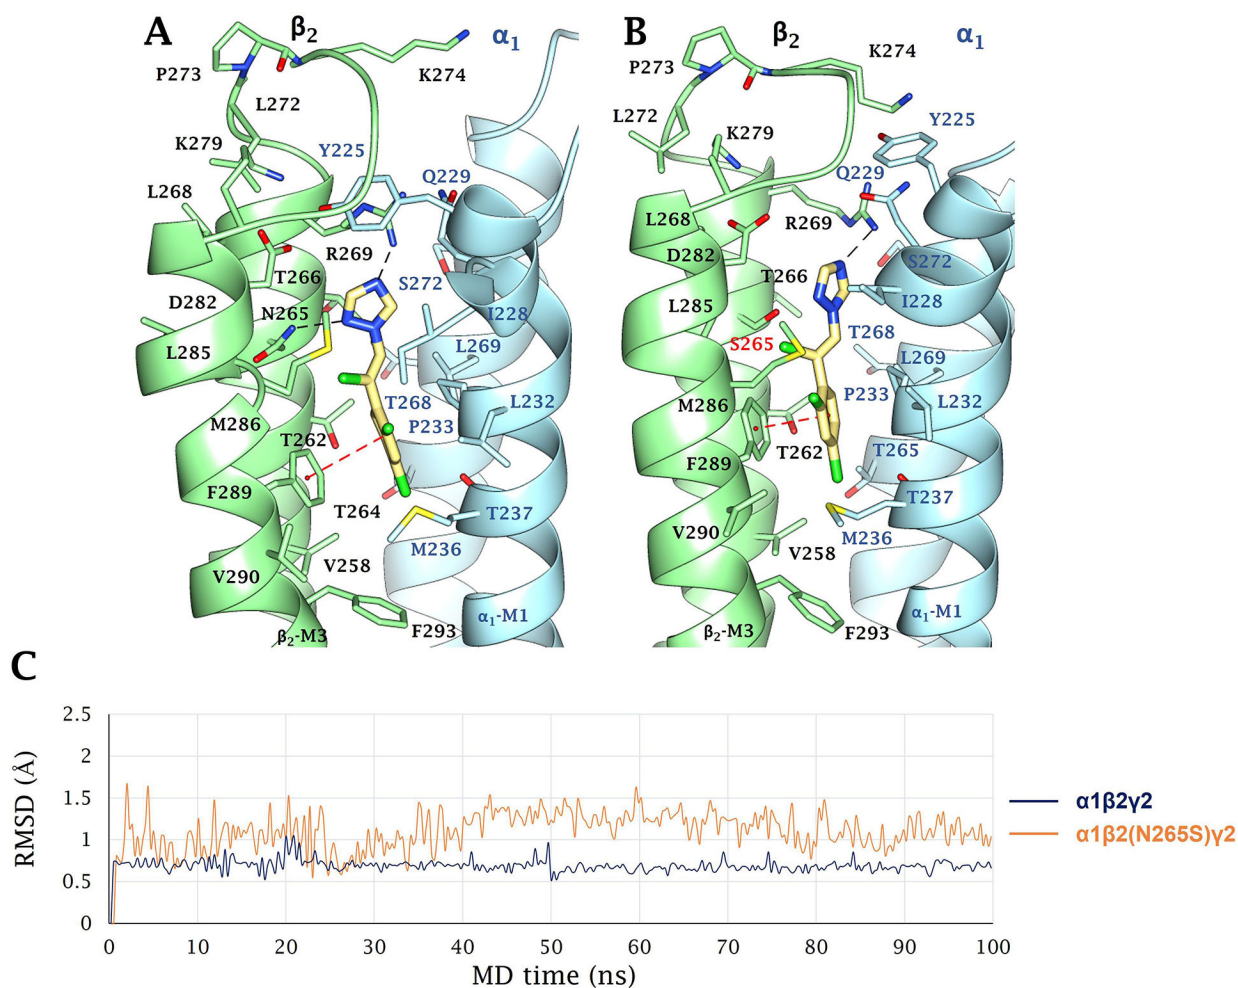 A
β2
α1
P273
K274
L272
K279
Y225
Q229
L268
R269
T266
S272
D282
N265
I228
L285
L269
T268
L232
M286
P233
T262
F289
T264
T237
M236
V258
V290
α1-M1
β2-M3
F293
B
β2
α1
P273
K274
L272
Y225
K279
Q229
L268
R269
D282
S272
T266
I228
L285
T268
S265
L269
P233
L232
M286
T262
T265
F289
T237
V290
M236
V258
α1-M1
β2-M3
F293
C
RMSD (Å)
2.5
2
1.5
1
0.5
0
0 10 20 30 40 50 60 70 80 90 100
MD time (ns)
α1β2γ2
α1β2(N265S)γ2